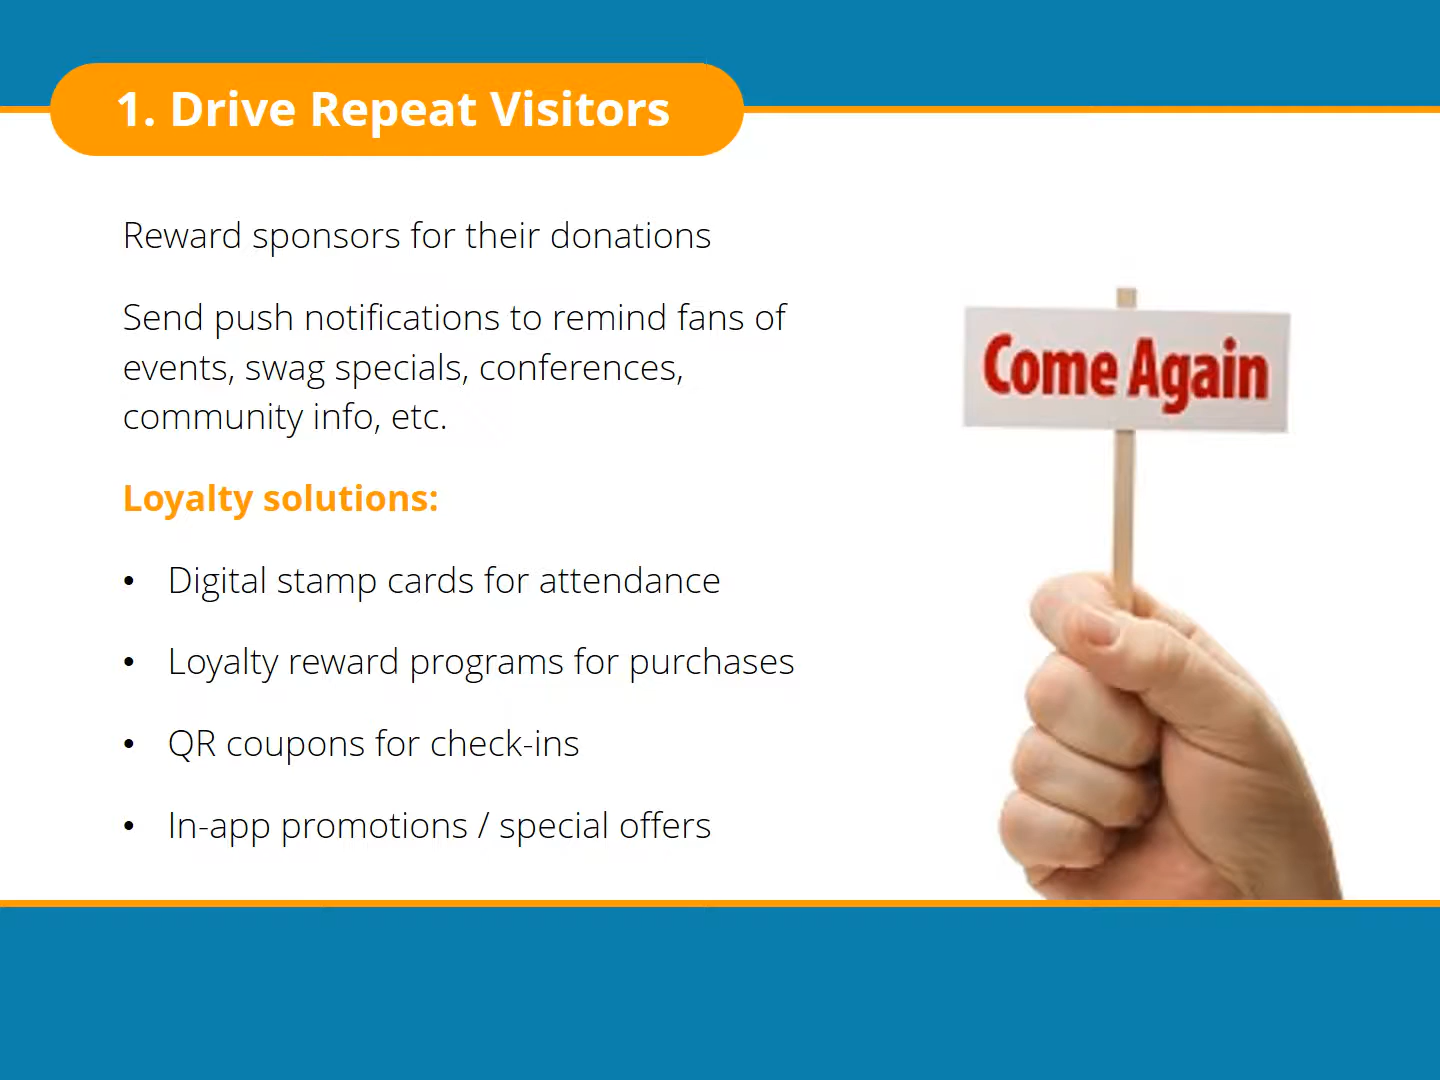 1. Drive Repeat Visitors
Reward sponsors for their donations
Send push notifications to remind fans of
events, swag specials, conferences,
community info, etc.
Loyalty solutions:
• Digital stamp cards for attendance
• Loyalty reward programs for purchases
• QR coupons for check-ins
• In-app promotions / special offers
Come Again